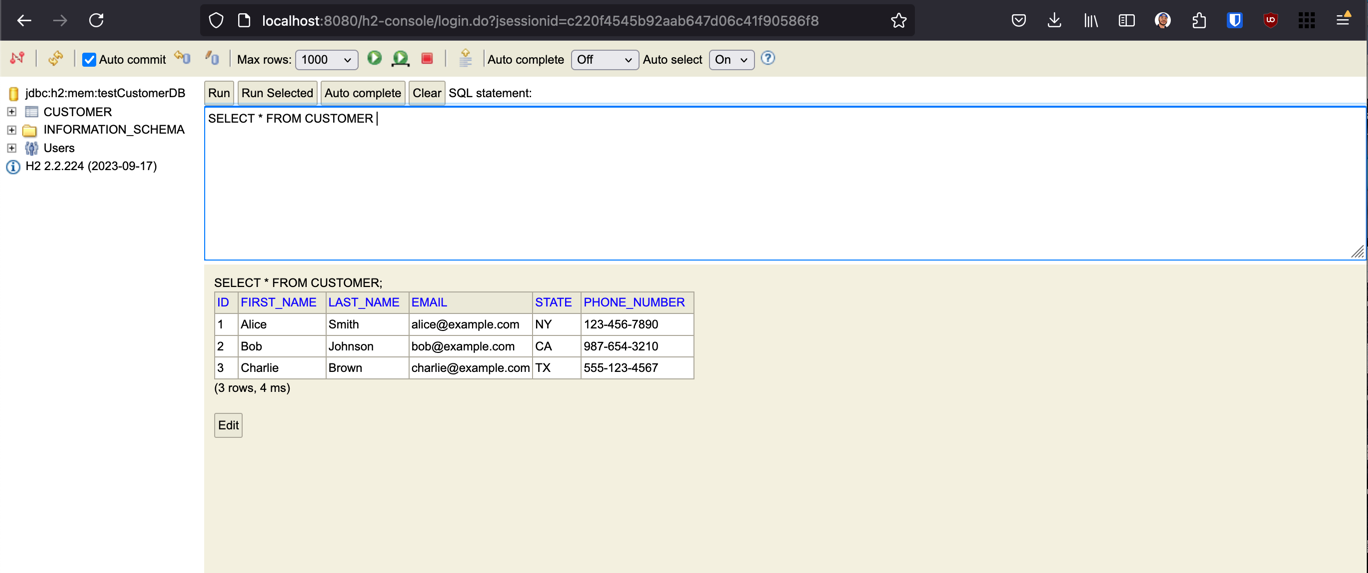 localhost:8080/h2-console/login.do?jsessionid=c220f4545b92aab647d06c41f90586f8
Auto commit Max rows: 1000 Auto complete Off Auto select On
jdbc:h2:mem:testCustomerDB
CUSTOMER
INFORMATION_SCHEMA
Users
H2 2.2.224 (2023-09-17)
Run Run Selected Auto complete Clear SQL statement:
SELECT * FROM CUSTOMER
SELECT * FROM CUSTOMER;
ID FIRST_NAME LAST_NAME EMAIL STATE PHONE_NUMBER
1 Alice Smith alice@example.com NY 123-456-7890
2 Bob Johnson bob@example.com CA 987-654-3210
3 Charlie Brown charlie@example.com TX 555-123-4567
(3 rows, 4 ms)
Edit